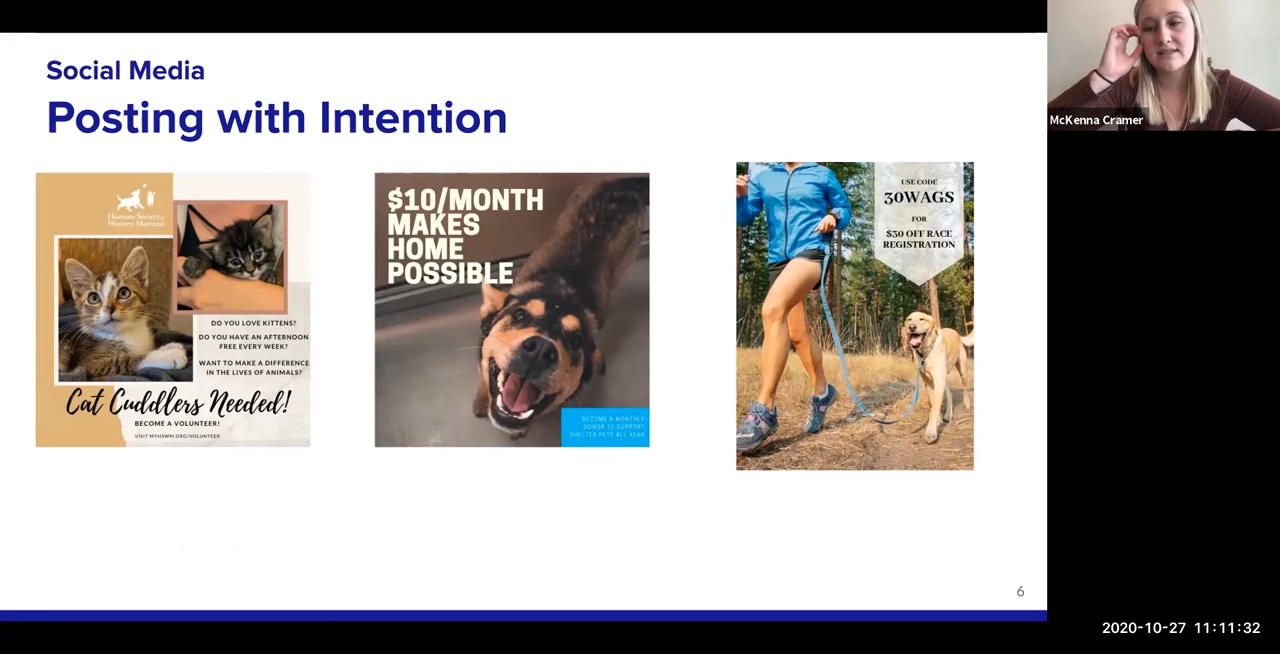 Social Media
Posting with Intention
Humane Society of
Western Montana
DO YOU LOVE KITTENS?
DO YOU HAVE AN AFTERNOON
FREE EVERY WEEK?
WANT TO MAKE A DIFFERENCE
IN THE LIVES OF ANIMALS?
Cat Cuddlers Needed!
BECOME A VOLUNTEER!
VISIT MYHSWM.ORG/VOLUNTEER
$10/MONTH
MAKES
HOME
POSSIBLE
BECOME A MONTHLY
DONOR TO SUPPORT
SHELTER PETS ALL YEAR
USE CODE
30WAGS
FOR
$30 OFF RACE
REGISTRATION
6
McKenna Cramer
2020-10-27 11:11:32